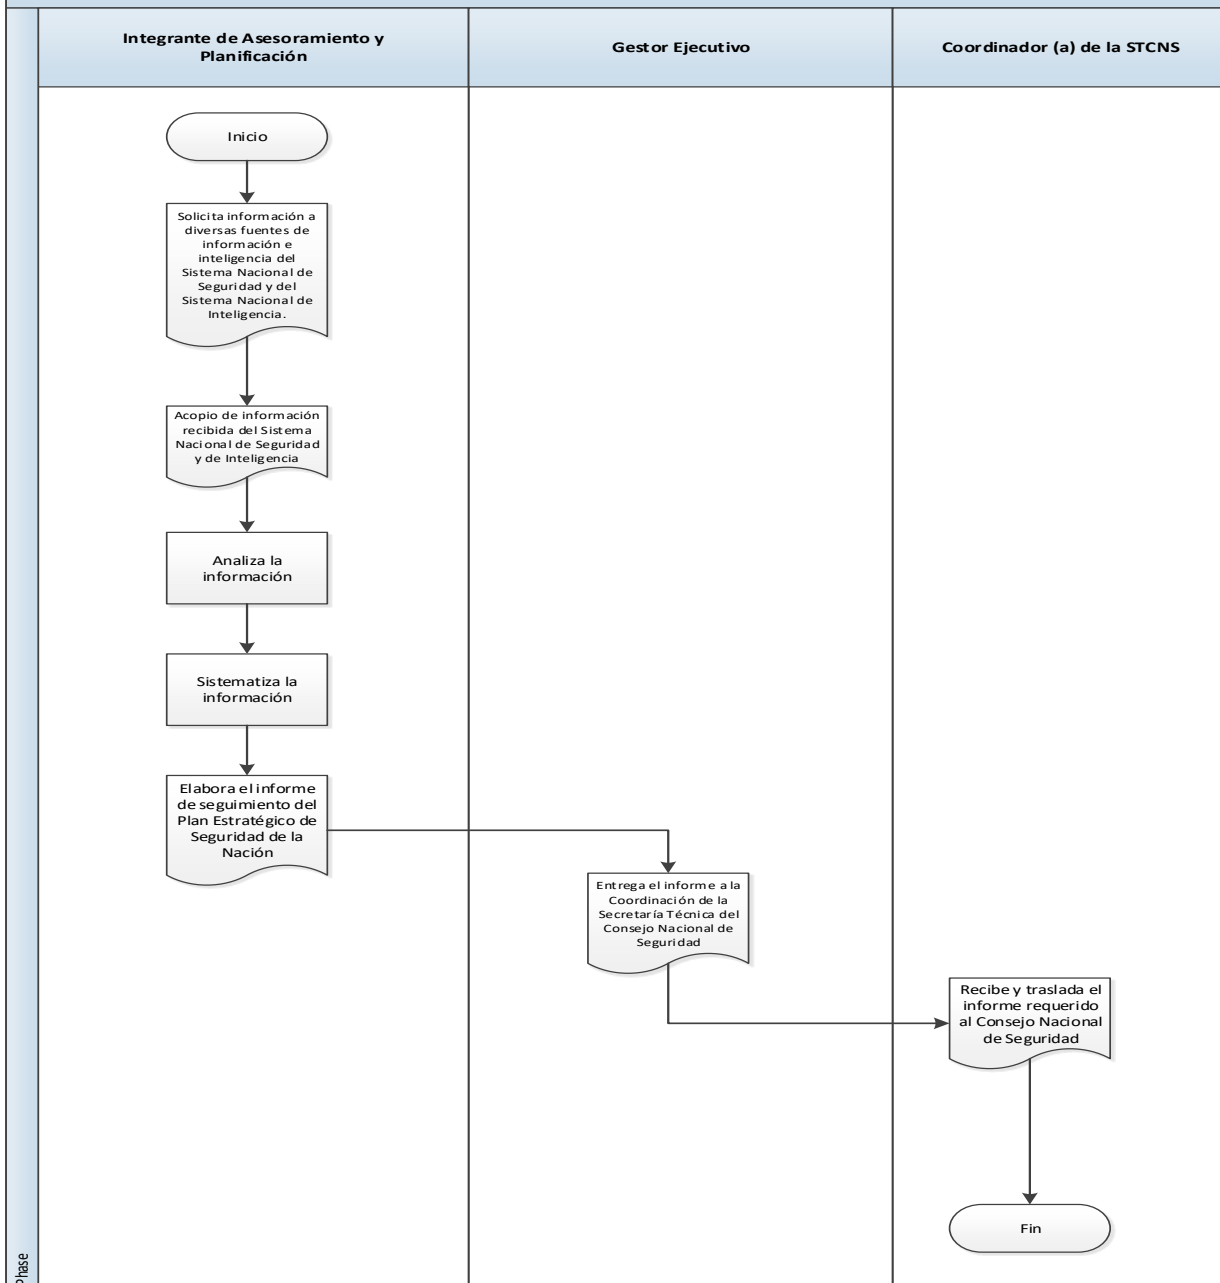 Integrante de Asesoramiento y
Planificación
Gestor Ejecutivo
Coordinador (a) de la STCNS
Inicio
Solicita información a
diversas fuentes de
información e
inteligencia del
Sistema Nacional de
Seguridad y del
Sistema Nacional de
Inteligencia.
Acopio de información
recibida del Sistema
Nacional de Seguridad
y de Inteligencia
Analiza la
información
Sistematiza la
información
Elabora el informe
de seguimiento del
Plan Estratégico de
Seguridad de la
Nación
Entrega el informe a la
Coordinación de la
Secretaría Técnica del
Consejo Nacional de
Seguridad
Recibe y traslada el
informe requerido
al Consejo Nacional
de Seguridad
Fin
Phase